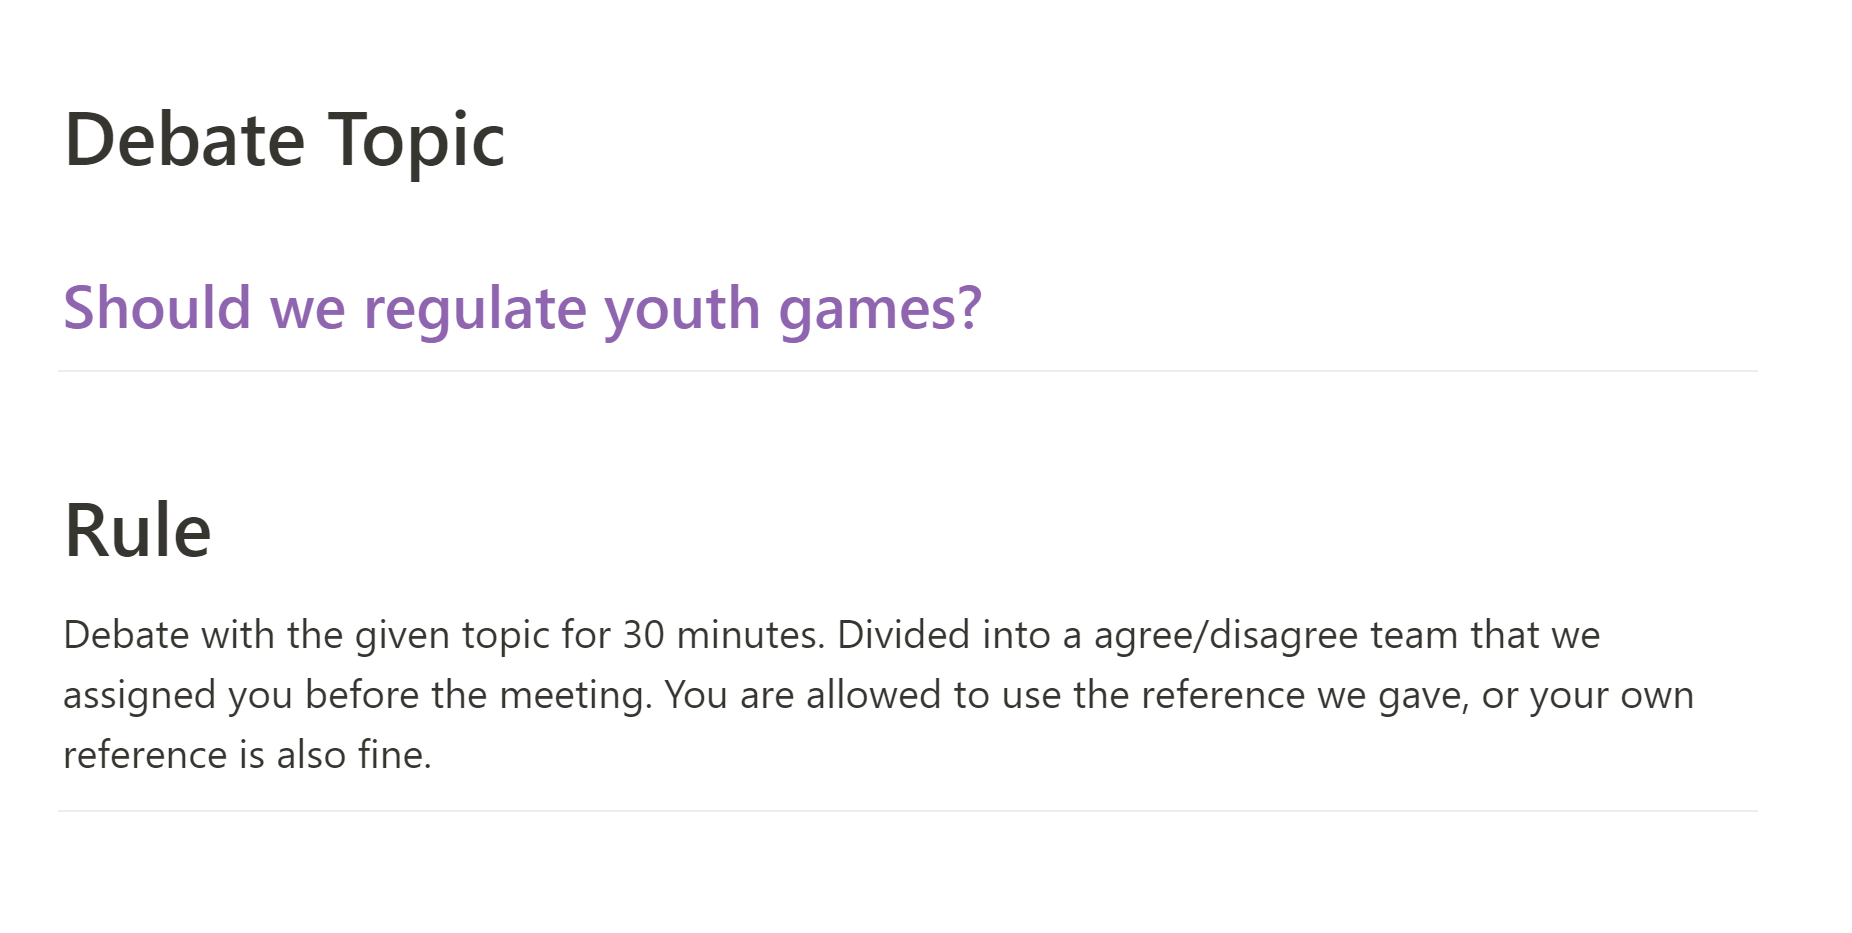 Debate Topic
Should we regulate youth games?
Rule
Debate with the given topic for 30 minutes. Divided into a agree/disagree team that we
assigned you before the meeting. You are allowed to use the reference we gave, or your own
reference is also fine.